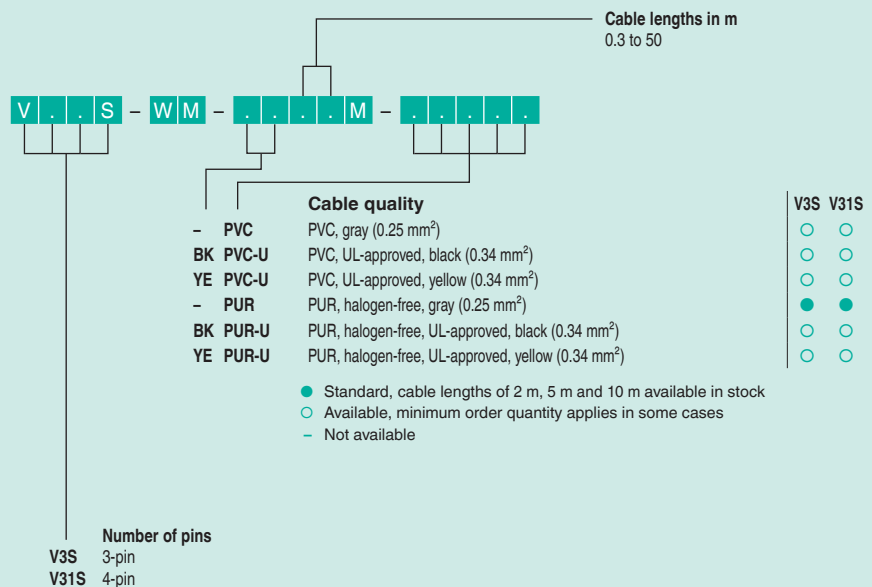 Cable lengths in m
0.3 to 50
V . . S – W M – . . . . M – . . . . .
Cable quality V3S V31S
– PVC PVC, gray (0.25 mm²) ○ ○
BK PVC-U PVC, UL-approved, black (0.34 mm²) ○ ○
YE PVC-U PVC, UL-approved, yellow (0.34 mm²) ○ ○
– PUR PUR, halogen-free, gray (0.25 mm²) ● ●
BK PUR-U PUR, halogen-free, UL-approved, black (0.34 mm²) ○ ○
YE PUR-U PUR, halogen-free, UL-approved, yellow (0.34 mm²) ○ ○
● Standard, cable lengths of 2 m, 5 m and 10 m available in stock
○ Available, minimum order quantity applies in some cases
– Not available
Number of pins
V3S 3-pin
V31S 4-pin